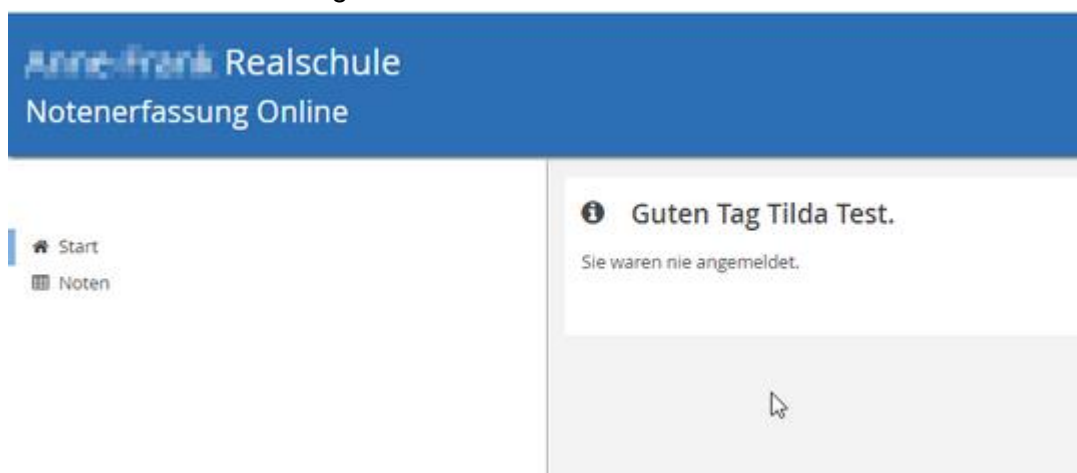 Realschule
Notenerfassung Online
Guten Tag Tilda Test.
Sie waren nie angemeldet.
Start
Noten